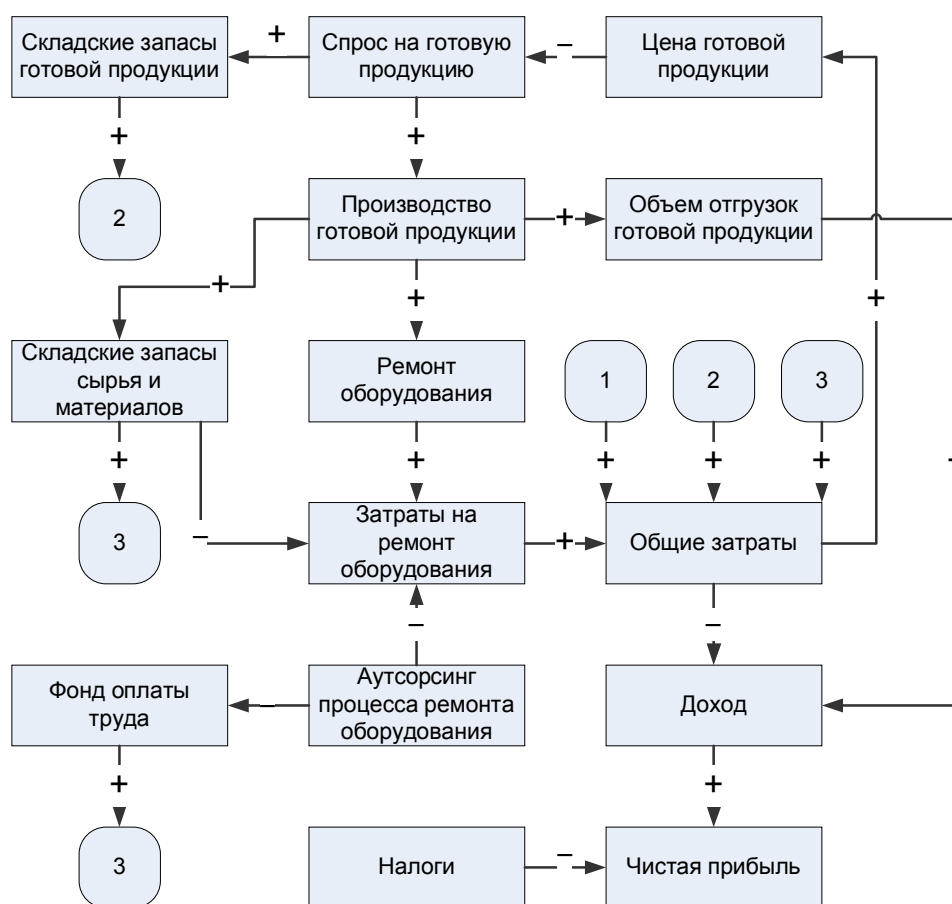 Складские запасы
готовой продукции
+
Спрос на готовую
продукцию
–
Цена готовой
продукции
+
+
2
Производство
готовой продукции
+
Объем отгрузок
готовой продукции
+
+
+
Складские запасы
сырья и
материалов
Ремонт
оборудования
1
2
3
+
+
+
+
+
+
3
–
Затраты на
ремонт
оборудования
+
Общие затраты
–
–
Фонд оплаты
труда
–
Аутсорсинг
процесса ремонта
оборудования
Доход
+
+
3
Налоги
–
Чистая прибыль